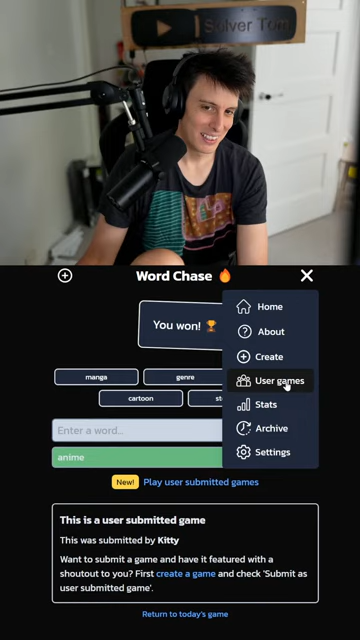 Solver Tom
Word Chase 🔥
You won! 🏆
Home
About
Create
User games
Stats
Archive
Settings
manga
genre
cartoon
Enter a word...
anime
New!
Play user submitted games
This is a user submitted game
This was submitted by Kitty
Want to submit a game and have it featured with a
shoutout to you? First create a game and check 'Submit as
user submitted game'.
Return to today's game